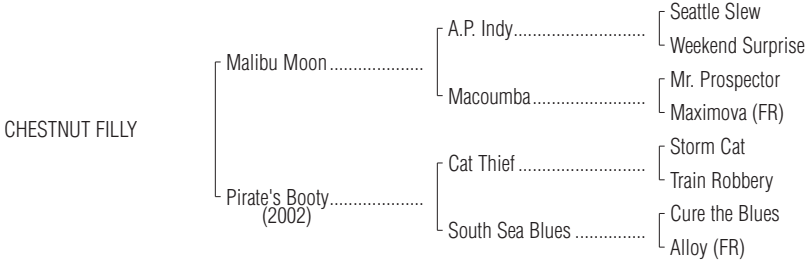 Seattle Slew
A.P. Indy..............................
Weekend Surprise
Malibu Moon.....................
Mr. Prospector
Macoumba..........................
Maximova (FR)
CHESTNUT FILLY
Storm Cat
Cat Thief.............................
Train Robbery
Pirate's Booty.....................
(2002)
Cure the Blues
South Sea Blues ................
Alloy (FR)